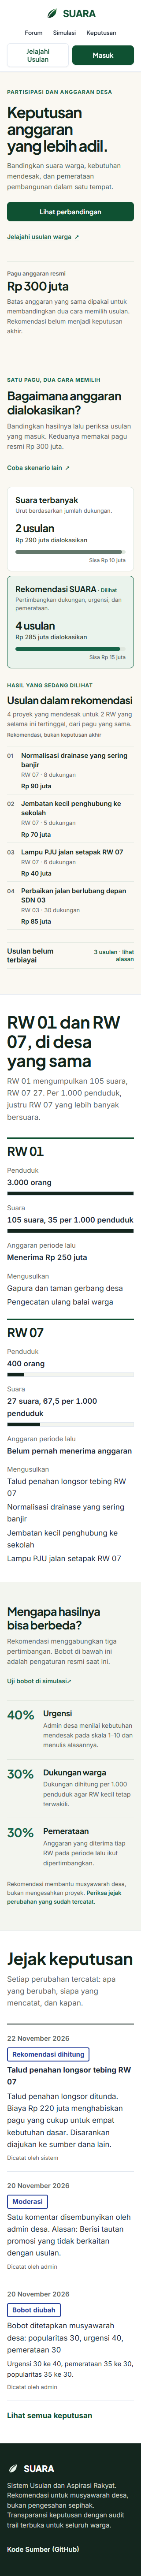 SUARA
Forum Simulasi Keputusan
Jelajahi
Usulan
Masuk
PARTISIPASI DAN ANGGARAN DESA
Keputusan
anggaran
yang lebih adil.
Bandingkan suara warga, kebutuhan
mendesak, dan pemerataan
pembangunan dalam satu tempat.
Lihat perbandingan
Jelajahi usulan warga ↗
Pagu anggaran resmi
Rp 300 juta
Batas anggaran yang sama dipakai untuk
membandingkan dua cara memilih usulan.
Rekomendasi belum menjadi keputusan
akhir.
SATU PAGU, DUA CARA MEMILIH
Bagaimana anggaran
dialokasikan?
Bandingkan hasilnya lalu periksa usulan
yang masuk. Keduanya memakai pagu
resmi Rp 300 juta.
Coba skenario lain ↗
Suara terbanyak
Urut berdasarkan jumlah dukungan.
2 usulan
Rp 290 juta dialokasikan
Sisa Rp 10 juta
Rekomendasi SUARA · Dilihat
Pertimbangkan dukungan, urgensi, dan
pemerataan.
4 usulan
Rp 285 juta dialokasikan
Sisa Rp 15 juta
HASIL YANG SEDANG DILIHAT
Usulan dalam rekomendasi
4 proyek yang mendesak untuk 2 RW yang
selama ini tertinggal, dari pagu yang sama.
Rekomendasi, bukan keputusan akhir
01 Normalisasi drainase yang sering
banjir
RW 07 · 8 dukungan
Rp 90 juta
02 Jembatan kecil penghubung ke
sekolah
RW 07 · 5 dukungan
Rp 70 juta
03 Lampu PJU jalan setapak RW 07
RW 07 · 6 dukungan
Rp 40 juta
04 Perbaikan jalan berlubang depan
SDN 03
RW 03 · 30 dukungan
Rp 85 juta
Usulan belum
terbiayai
3 usulan · lihat
alasan
RW 01 dan RW
07, di desa
yang sama
RW 01 mengumpulkan 105 suara,
RW 07 27. Per 1.000 penduduk,
justru RW 07 yang lebih banyak
bersuara.
RW 01
Penduduk
3.000 orang
Suara
105 suara, 35 per 1.000 penduduk
Anggaran periode lalu
Menerima Rp 250 juta
Mengusulkan
Gapura dan taman gerbang desa
Pengecatan ulang balai warga
RW 07
Penduduk
400 orang
Suara
27 suara, 67,5 per 1.000
penduduk
Anggaran periode lalu
Belum pernah menerima anggaran
Mengusulkan
Talud penahan longsor tebing RW
07
Normalisasi drainase yang sering
banjir
Jembatan kecil penghubung ke
sekolah
Lampu PJU jalan setapak RW 07
Mengapa hasilnya
bisa berbeda?
Rekomendasi menggabungkan tiga
pertimbangan. Bobot di bawah ini
adalah pengaturan resmi saat ini.
Uji bobot di simulasi↗
40% Urgensi
Admin desa menilai kebutuhan
mendesak pada skala 1–10 dan
menulis alasannya.
30% Dukungan warga
Dukungan dihitung per 1.000
penduduk agar RW kecil tetap
terwakili.
30% Pemerataan
Anggaran yang diterima tiap
RW pada periode lalu ikut
dipertimbangkan.
Rekomendasi membantu musyawarah desa,
bukan mengesahkan proyek. Periksa jejak
perubahan yang sudah tercatat.
Jejak keputusan
Setiap perubahan tercatat: apa
yang berubah, siapa yang
mencatat, dan kapan.
22 November 2026
Rekomendasi dihitung
Talud penahan longsor tebing RW
07
Talud penahan longsor ditunda.
Biaya Rp 220 juta menghabiskan
pagu yang cukup untuk empat
kebutuhan dasar. Disarankan
diajukan ke sumber dana lain.
Dicatat oleh sistem
20 November 2026
Moderasi
Satu komentar disembunyikan oleh
admin desa. Alasan: Berisi tautan
promosi yang tidak berkaitan
dengan usulan.
Dicatat oleh admin
20 November 2026
Bobot diubah
Bobot ditetapkan musyawarah
desa: popularitas 30, urgensi 40,
pemerataan 30
Urgensi 30 ke 40, pemerataan 35 ke 30,
popularitas 35 ke 30.
Dicatat oleh admin
Lihat semua keputusan
SUARA
Sistem Usulan dan Aspirasi Rakyat.
Rekomendasi untuk musyawarah desa,
bukan pengesahan sepihak.
Transparansi keputusan dengan audit
trail terbuka untuk seluruh warga.
Kode Sumber (GitHub)